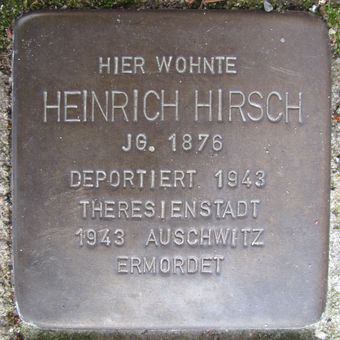 HIER WOHNTE
HEINRICH HIRSCH
JG. 1876
DEPORTIERT 1943
THERESIENSTADT
1943 AUSCHWITZ
ERMORDET